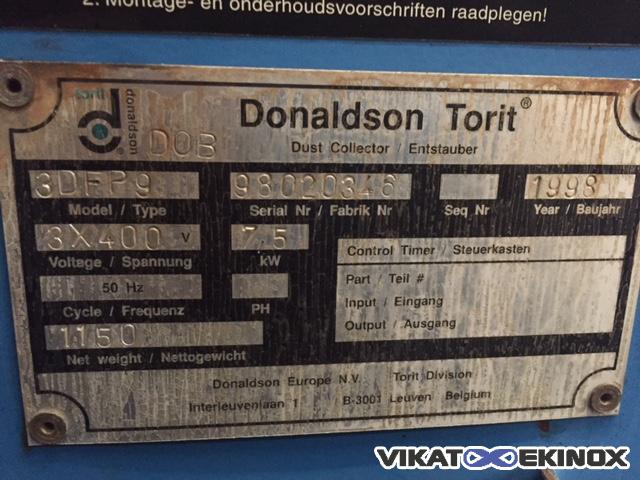 2. Montage- en onderhoudsvoorschriften raadplegen!
torit
donaldson
DOB
Donaldson Torit®
Dust Collector / Entstauber
3DFP9 98020346 1998
Model / Type Serial Nr / Fabrik Nr Seq Nr Year / Baujahr
3X400 V 7,5
Voltage / Spannung kW
Control Timer / Steuerkasten
50 Hz
Part / Teil #
Cycle / Frequenz PH
Input / Eingang
1150
Output / Ausgang
Net weight / Nettogewicht
Donaldson Europe N.V. Torit Division
Interleuvenlaan 1 B-3001 Leuven Belgium
VIKATOEKINOX